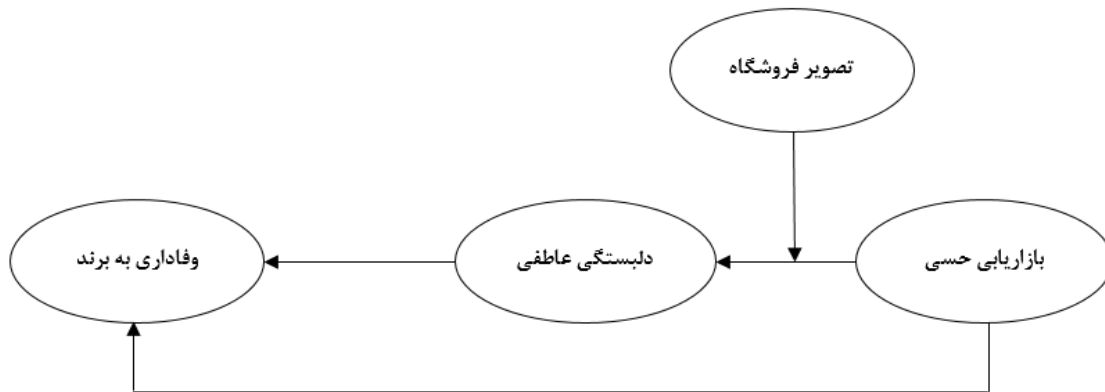 تصویر فروشگاه
بازاریابی حسی
دلبستگی عاطفی
وفاداری به برند